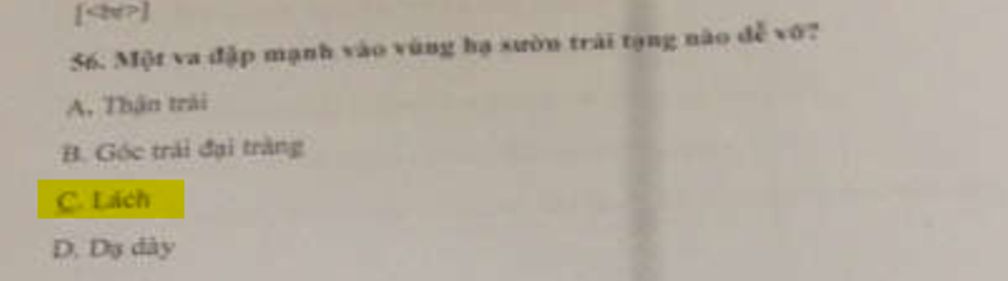 [<br>]
56. Một va đập mạnh vào vùng hạ sườn trái tạng nào dễ vỡ?
A. Thận trái
B. Góc trái đại tràng
C. Lách
D. Dạ dày